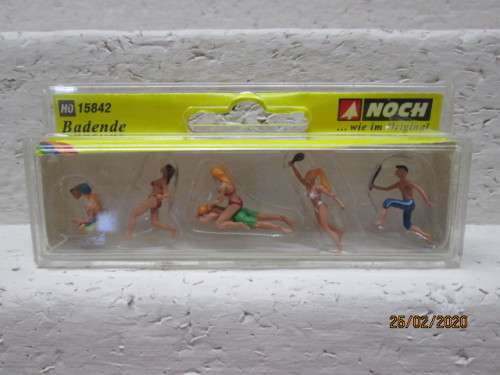 H0 15842
Badende
NOCH
... wie im Original
25/02/2020